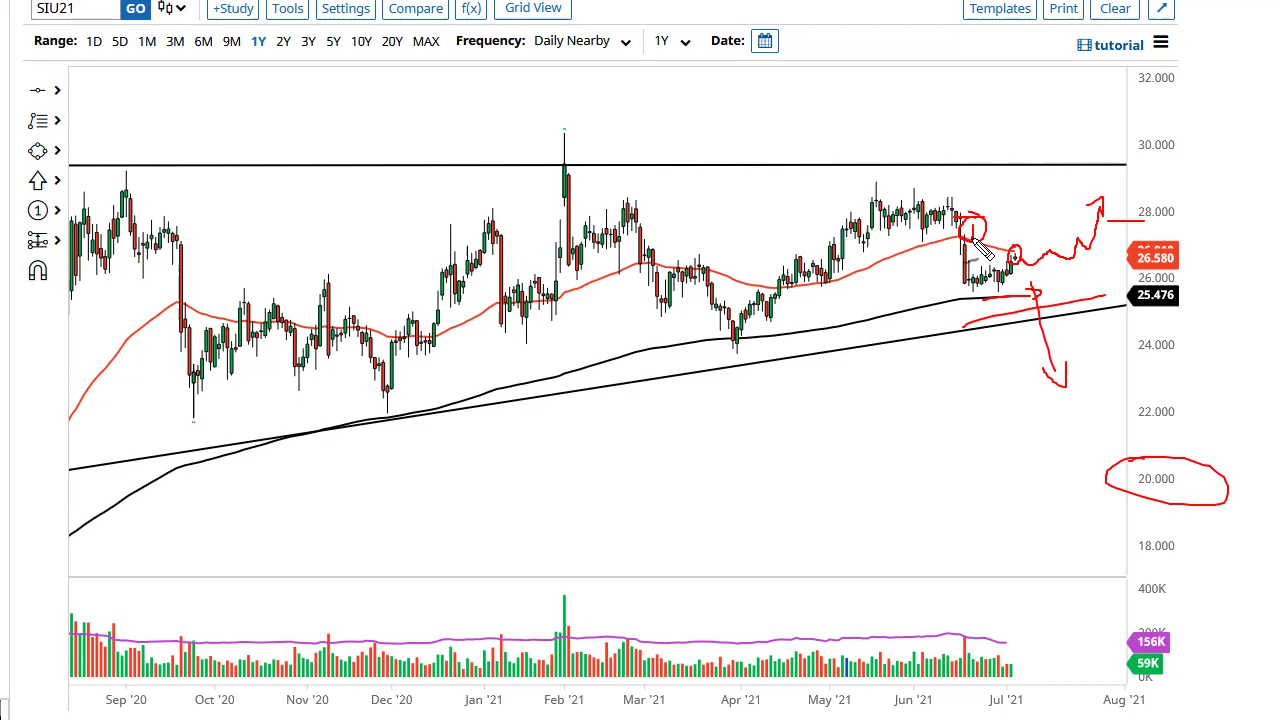 SIU21 GO +Study Tools Settings Compare f(x) Grid View Templates Print Clear
Range: 1D 5D 1M 3M 6M 9M 1Y 2Y 3Y 5Y 10Y 20Y MAX Frequency: Daily Nearby 1Y Date: tutorial
1
32.000
30.000
28.000
26.580
26.000
25.476
24.000
22.000
20.000
18.000
400K
156K
59K
0K
Sep '20 Oct '20 Nov '20 Dec '20 Jan '21 Feb '21 Mar '21 Apr '21 May '21 Jun '21 Jul '21 Aug '21